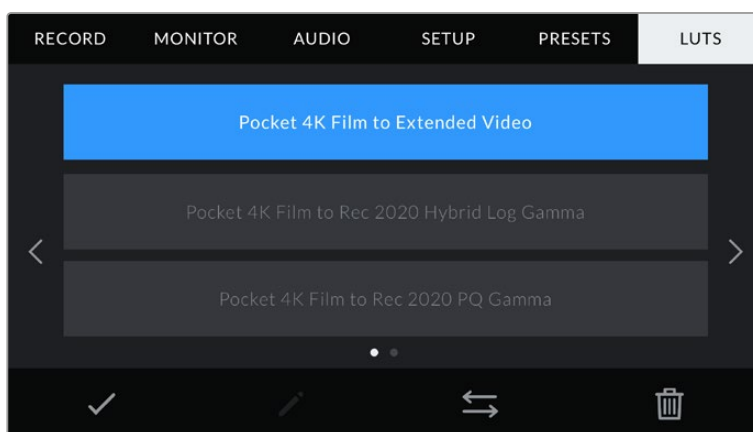 RECORD MONITOR AUDIO SETUP PRESETS LUTS
Pocket 4K Film to Extended Video
Pocket 4K Film to Rec 2020 Hybrid Log Gamma
Pocket 4K Film to Rec 2020 PQ Gamma